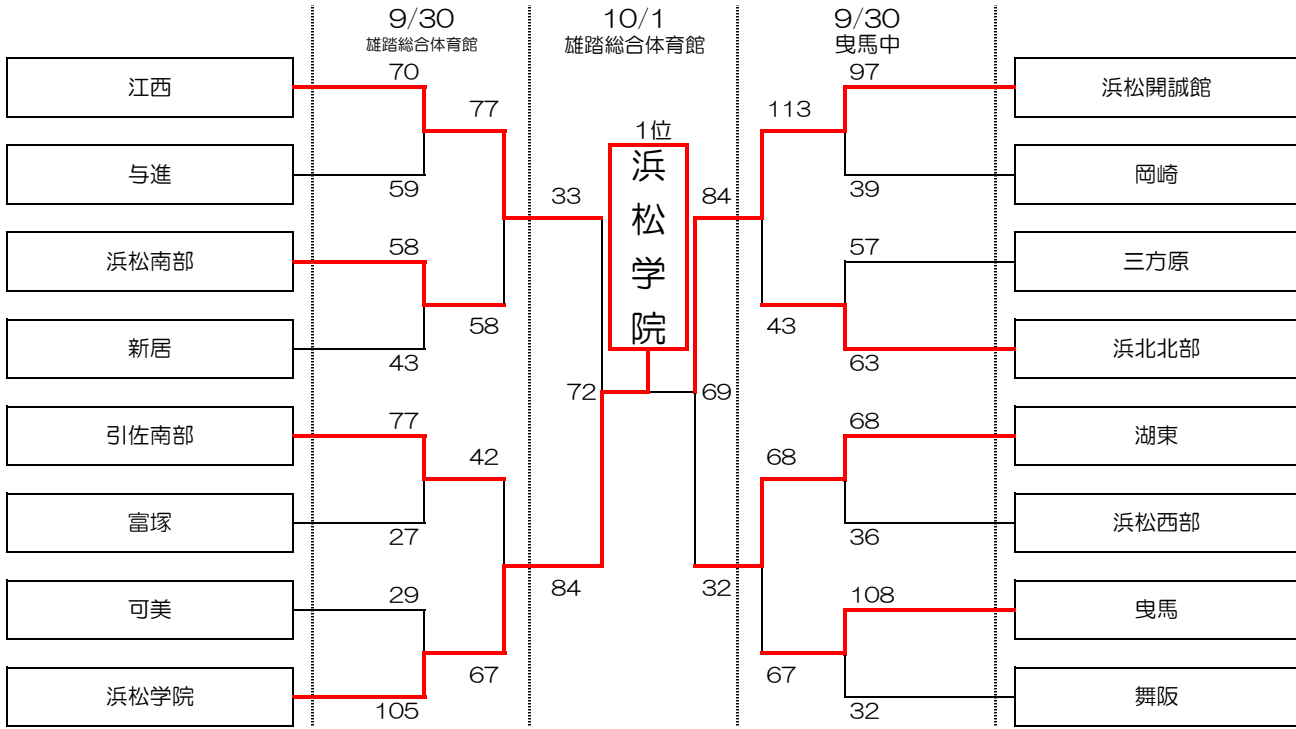 9/30
雄踏総合体育館
10/1
雄踏総合体育館
9/30
曳馬中
江西
与進
浜松南部
新居
引佐南部
富塚
可美
浜松学院
70
59
58
43
77
27
29
105
77
58
42
67
33
84
72
1位
浜松学院
69
84
32
113
43
68
67
97
39
57
63
68
36
108
32
浜松開誠館
岡崎
三方原
浜北北部
湖東
浜松西部
曳馬
舞阪